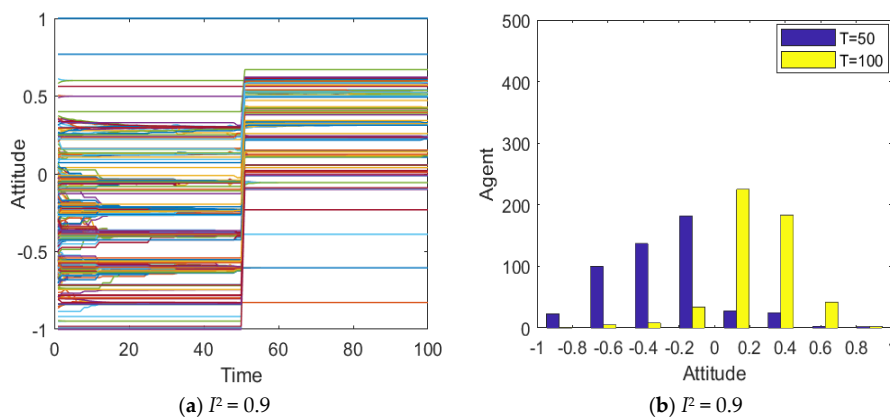 1
0.5
0
-0.5
-1
Attitude
0 20 40 60 80 100
Time
(a) I² = 0.9
500
400
300
200
100
0
Agent
T=50
T=100
-1 -0.8 -0.6 -0.4 -0.2 0 0.2 0.4 0.6 0.8 1
Attitude
(b) I² = 0.9